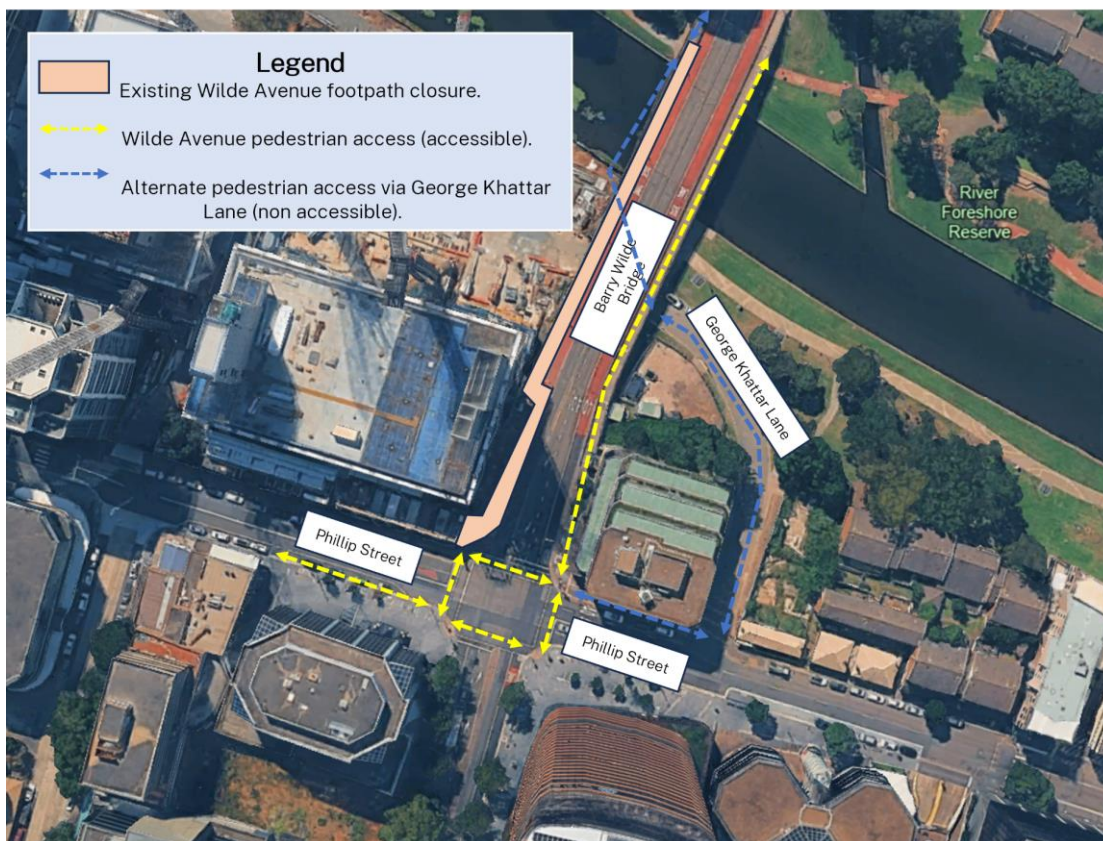 Legend
Existing Wilde Avenue footpath closure.
Wilde Avenue pedestrian access (accessible).
Alternate pedestrian access via George Khattar
Lane (non accessible).
River
Foreshore
Reserve
Barry Wilde
Bridge
George Khattar Lane
Phillip Street
Phillip Street